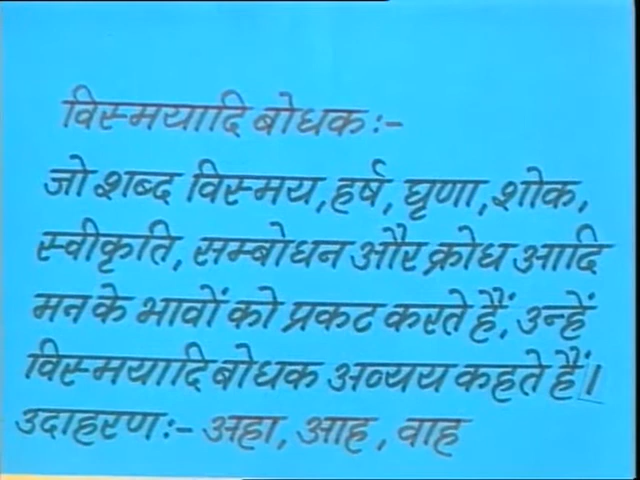 विस्मयादि बोधक :-
जो शब्द विस्मय, हर्ष, घृणा, शोक,
स्वीकृति, सम्बोधन और क्रोध आदि
मन के भावों को प्रकट करते हैं, उन्हें
विस्मयादि बोधक अव्यय कहते हैं।
उदाहरण :- अहा, आह, वाह